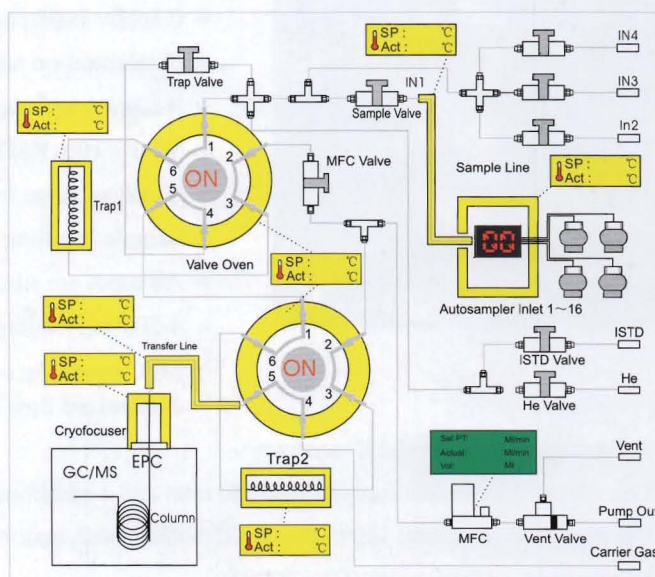 SP : ℃
Act : ℃
IN4
Trap Valve
IN1
IN3
Sample Valve
SP : ℃
Act : ℃
In2
1
6
2
MFC Valve
Sample Line
ON
5
3
4
SP : ℃
Act : ℃
Trap1
Valve Oven
00
SP : ℃
Act : ℃
Autosampler Inlet 1～16
SP : ℃
Act : ℃
1
ISTD
Transfer Line
6
2
ISTD Valve
SP : ℃
Act : ℃
ON
5
3
He
4
He Valve
Cryofocuser
EPC
Trap2
Set PT: Ml/min
Actual: Ml/min
Vol: Ml
Vent
GC/MS
Column
Pump Out
SP : ℃
Act : ℃
MFC
Vent Valve
Carrier Gas